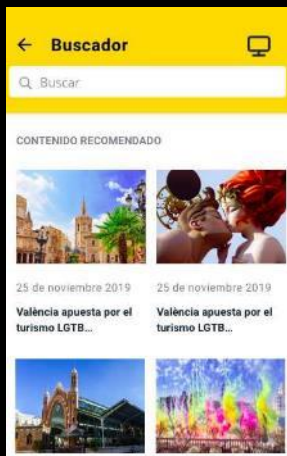 Buscador
Buscar
CONTENIDO RECOMENDADO
25 de noviembre 2019
25 de noviembre 2019
València apuesta por el
turismo LGTB...
València apuesta por el
turismo LGTB...